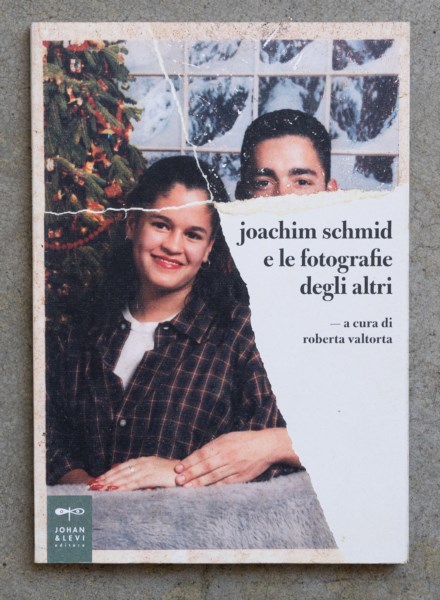 joachim schmid
e le fotografie
degli altri
— a cura di
roberta valtorta
JOHAN
& LEVI
editore